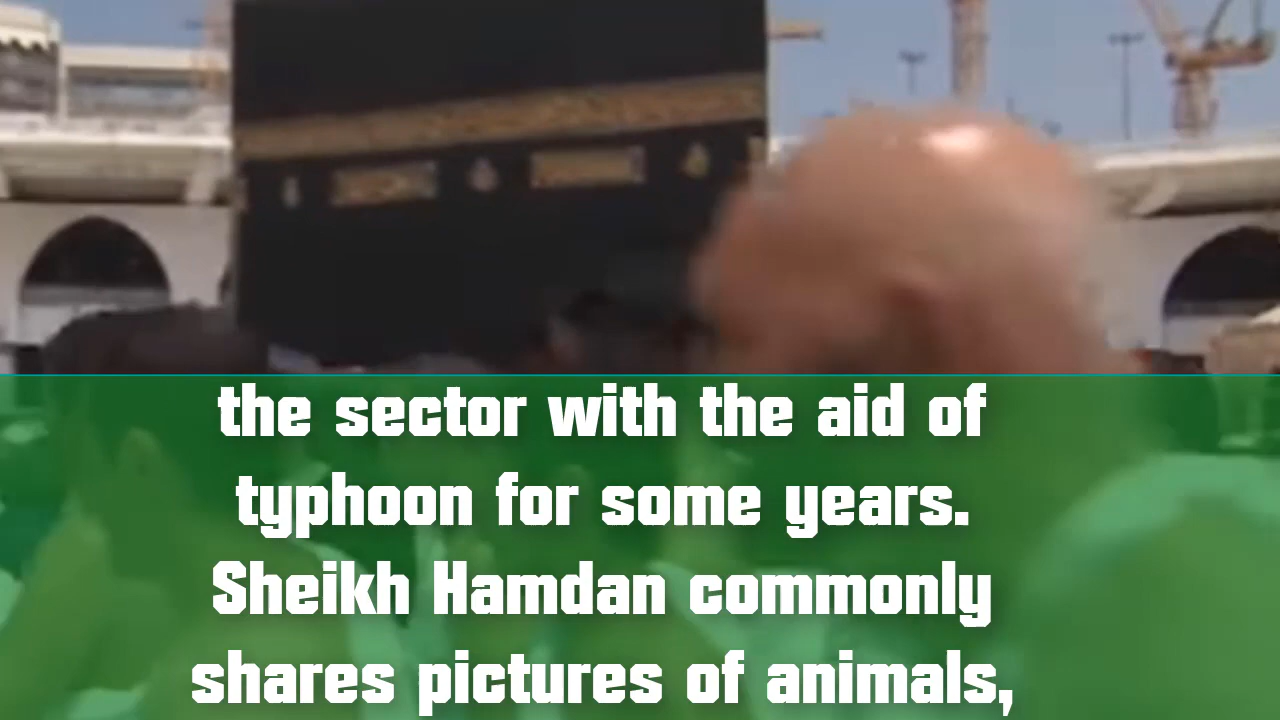 the sector with the aid of
typhoon for some years.
Sheikh Hamdan commonly
shares pictures of animals,